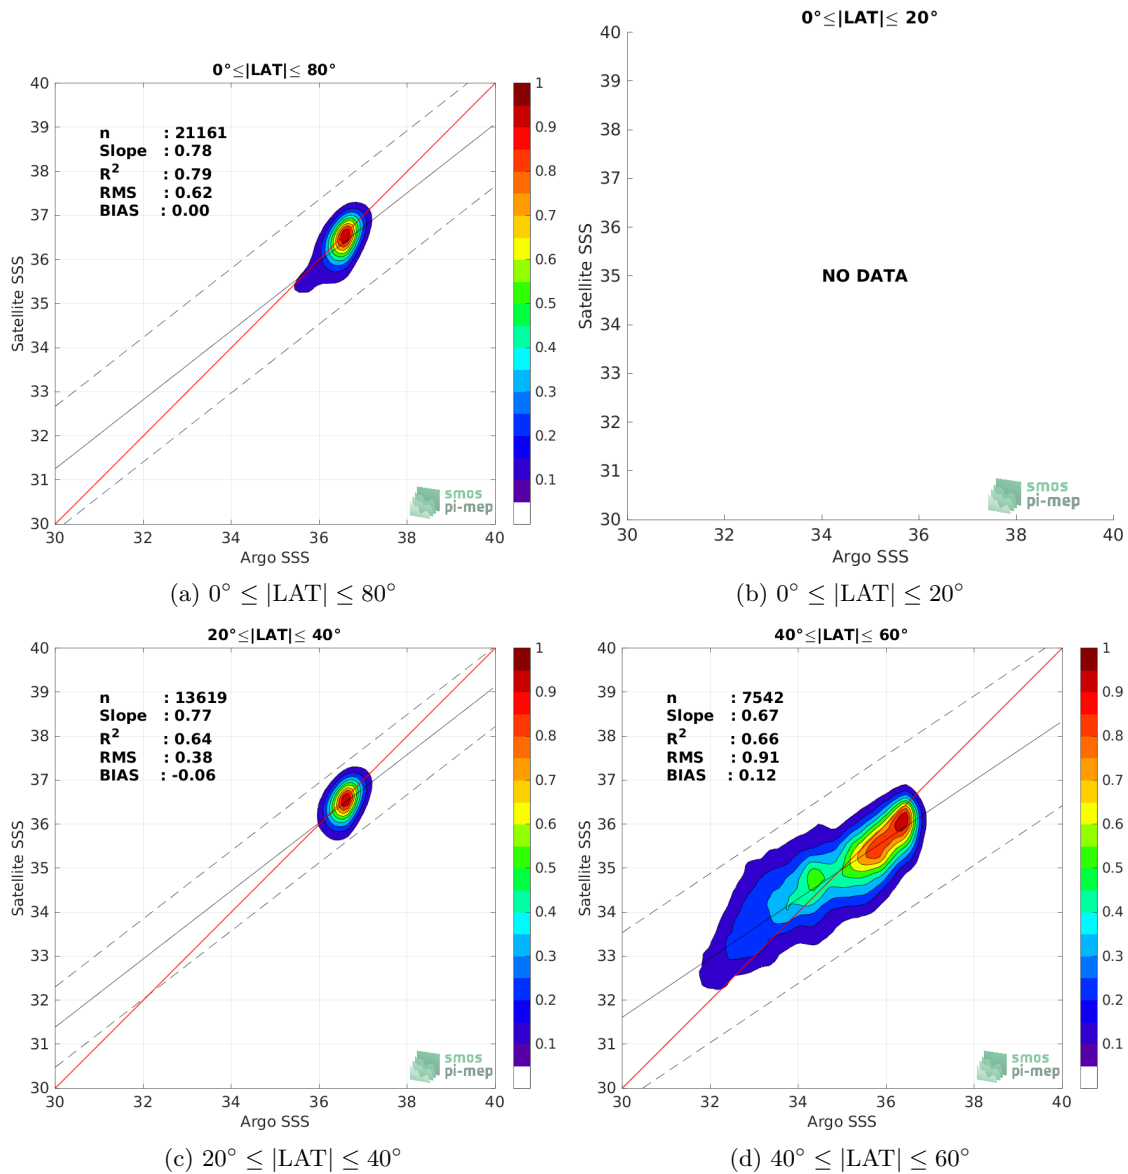 0°≤|LAT|≤ 80°
40
39
38
37
36
35
34
33
32
31
30
n : 21161
Slope : 0.78
R² : 0.79
RMS : 0.62
BIAS : 0.00
Satellite SSS
30 32 34 36 38 40
Argo SSS
smos
pi-mep
1
0.9
0.8
0.7
0.6
0.5
0.4
0.3
0.2
0.1
(a) 0° ≤ |LAT| ≤ 80°
0°≤|LAT|≤ 20°
40
39
38
37
36
35
34
33
32
31
30
NO DATA
Satellite SSS
30 32 34 36 38 40
Argo SSS
smos
pi-mep
(b) 0° ≤ |LAT| ≤ 20°
20°≤|LAT|≤ 40°
40
39
38
37
36
35
34
33
32
31
30
n : 13619
Slope : 0.77
R² : 0.64
RMS : 0.38
BIAS : -0.06
Satellite SSS
30 32 34 36 38 40
Argo SSS
smos
pi-mep
1
0.9
0.8
0.7
0.6
0.5
0.4
0.3
0.2
0.1
(c) 20° ≤ |LAT| ≤ 40°
40°≤|LAT|≤ 60°
40
39
38
37
36
35
34
33
32
31
30
n : 7542
Slope : 0.67
R² : 0.66
RMS : 0.91
BIAS : 0.12
Satellite SSS
30 32 34 36 38 40
Argo SSS
smos
pi-mep
1
0.9
0.8
0.7
0.6
0.5
0.4
0.3
0.2
0.1
(d) 40° ≤ |LAT| ≤ 60°